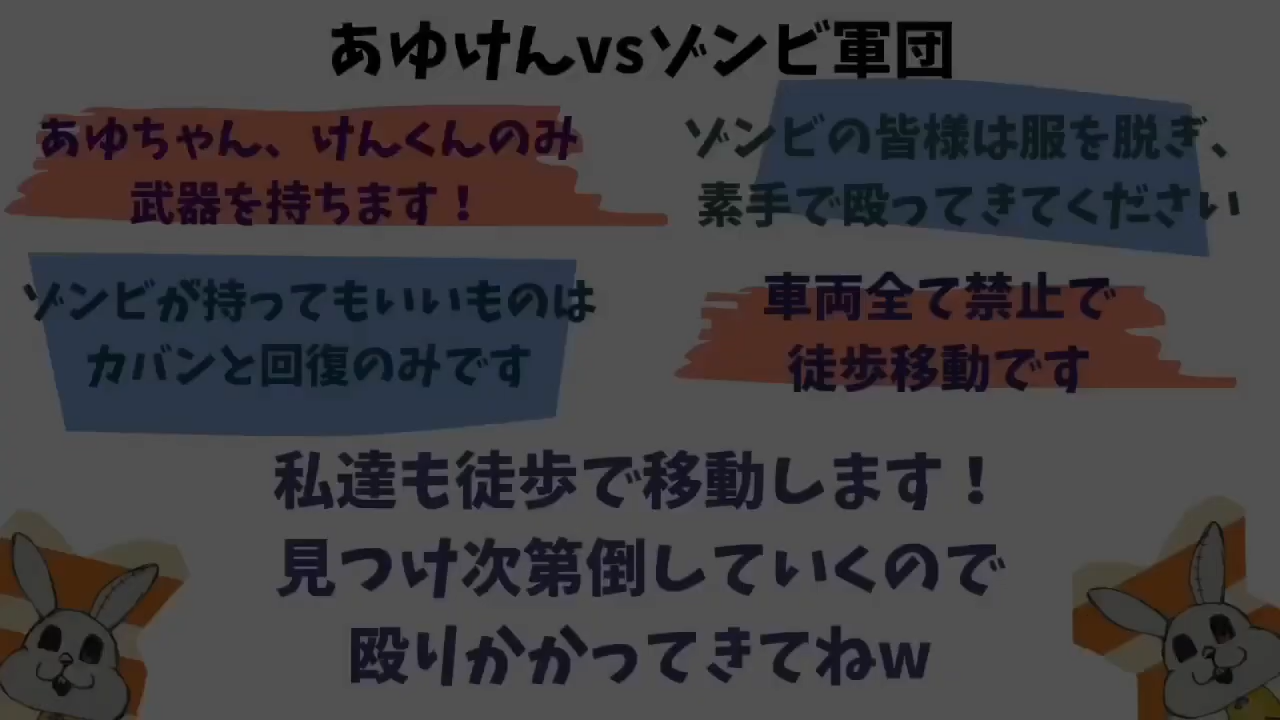 あゆけんvsゾンビ軍団
あゆちゃん、けんくんのみ
武器を持ちます！
ゾンビの皆様は服を脱ぎ、
素手で殴ってきてください
ゾンビが持ってもいいものは
カバンと回復のみです
車両全て禁止で
徒歩移動です
私達も徒歩で移動します！
見つけ次第倒していくので
殴りかかってきてねw